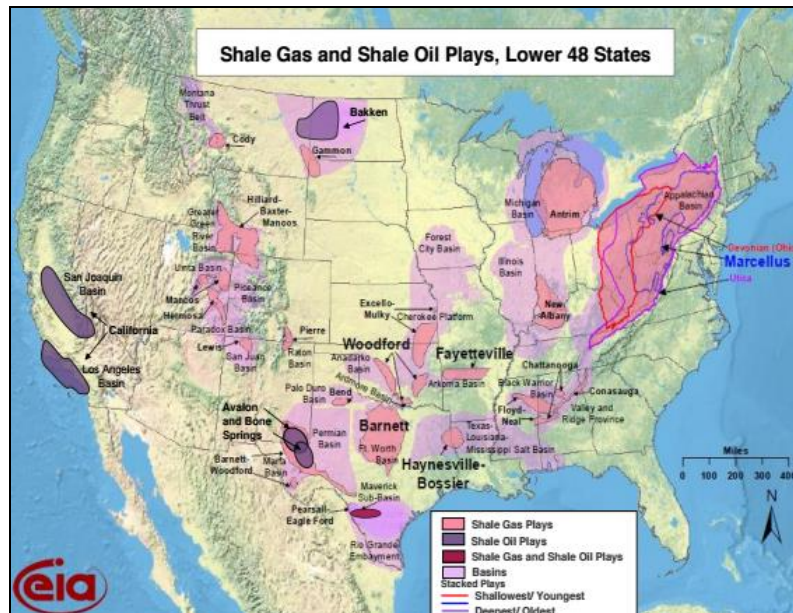 Shale Gas and Shale Oil Plays, Lower 48 States
Montana
Thrust
Belt
Bakken
Cody
Gammon
Hilliard-
Baxter-
Mancos
Greater
Green
River
Basin
Michigan
Basin
Antrim
Appalachian
Basin
Devonian (Ohi
Marcellus
Utica
Forest
City Basin
Illinois
Basin
Uinta Basin
Piceance
Basin
Mancos
Hermosa
Paradox Basin
Lewis
San Juan
Basin
San Joaquin
Basin
California
Los Angeles
Basin
Pierre
Raton
Basin
Excello-
Mulky
Cherokee Platform
New
Albany
Woodford
Anadarko
Basin
Ardmore Basin
Arkoma Basin
Fayetteville
Chattanooga
Black Warrior
Basin
Conasauga
Floyd-
Neal
Valley and
Ridge Province
Palo Duro
Basin
Bend
Avalon
and Bone
Springs
Permian
Basin
Barnett
Ft. Worth
Basin
Texas-
Louisiana-
Mississippi Salt Basin
Haynesville-
Bossier
Barnett-
Woodford
Marfa
Basin
Maverick
Sub-Basin
Pearsall-
Eagle Ford
Rio Grande
Embayment
Miles
0 100 200 300 400
N
Shale Gas Plays
Shale Oil Plays
Shale Gas and Shale Oil Plays
Basins
Stacked Plays
Shallowest/ Youngest
Deepest/ Oldest
eia